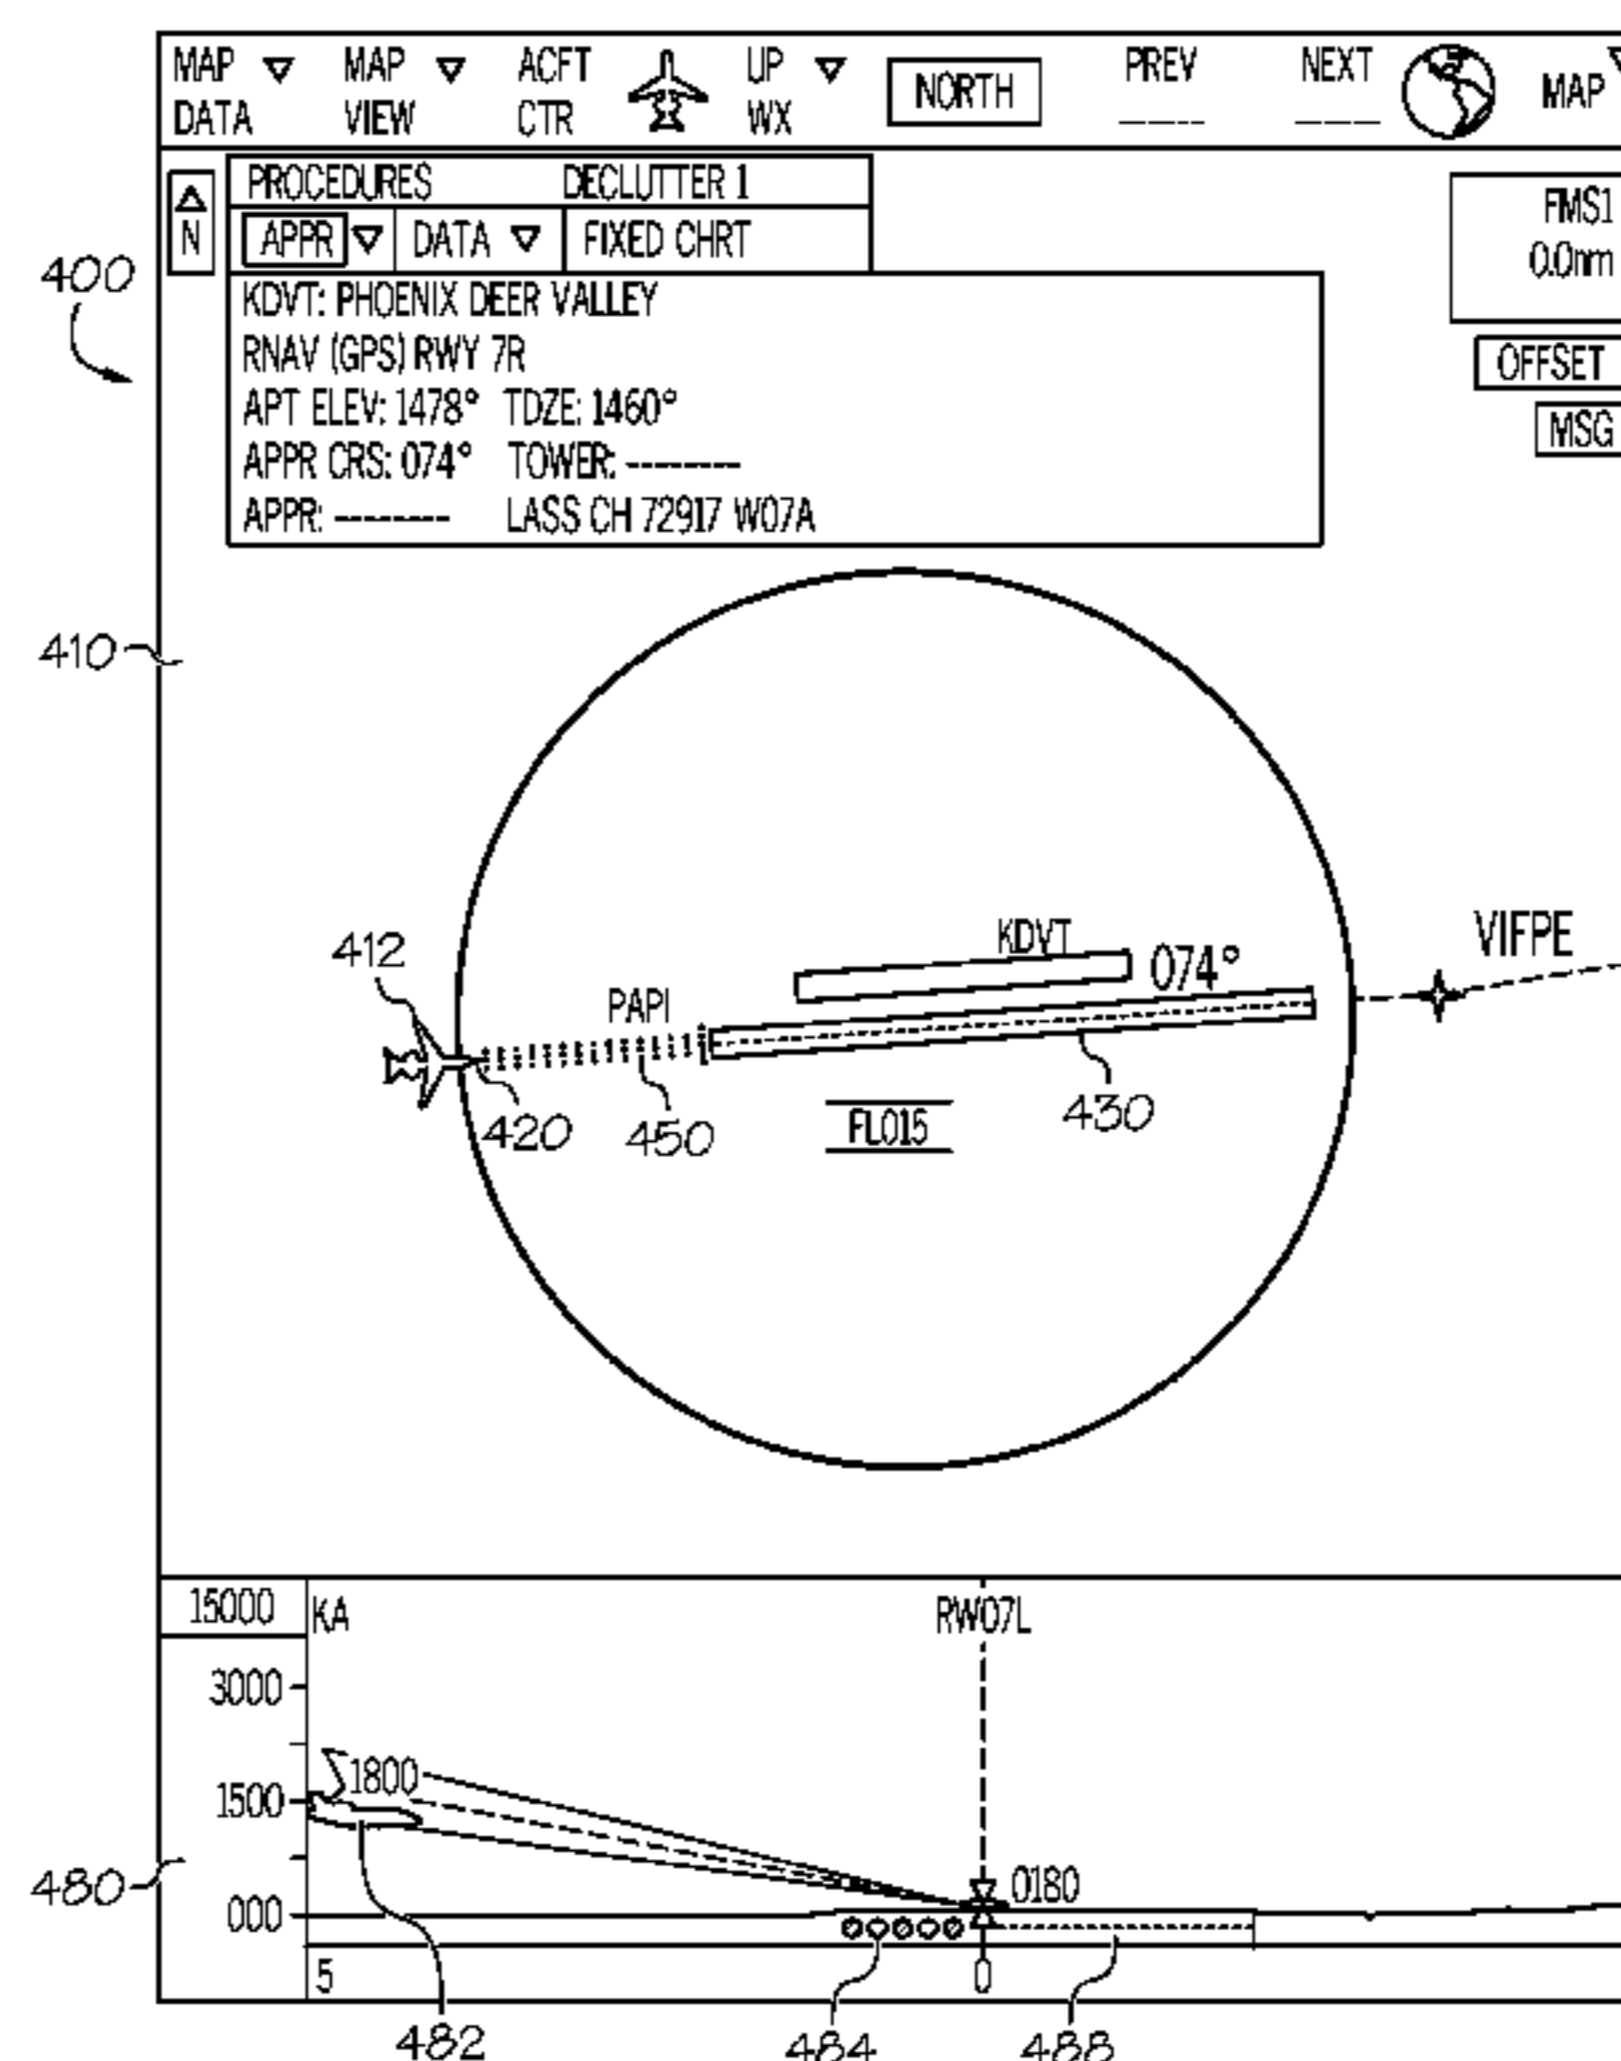 MAP MAP ACFT UP NORTH PREV NEXT MAP
DATA VIEW CTR WX ----- -----
N
PROCEDURES DECLUTTER 1
APPR DATA FIXED CHRT
KDVT: PHOENIX DEER VALLEY
RNAV (GPS) RWY 7R
APT ELEV: 1478° TDZE: 1460°
APPR CRS: 074° TOWER: --------
APPR: -------- LASS CH 72917 W07A
FMS1
0.0nm
OFFSET
MSG
400
410
412
KDVT
074°
VIFPE
PAPI
420
450
FL015
430
15000
KA
RW07L
3000
1800
1500
480
0180
000
5
0
482
484
488